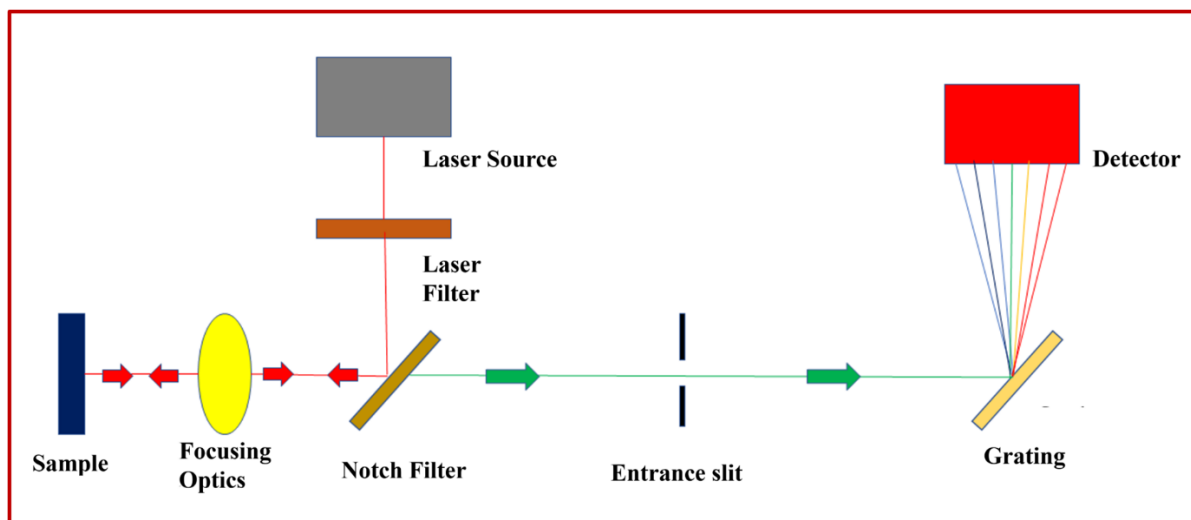 Laser Source
Detector
Laser
Filter
Sample
Focusing
Optics
Notch Filter
Entrance slit
Grating